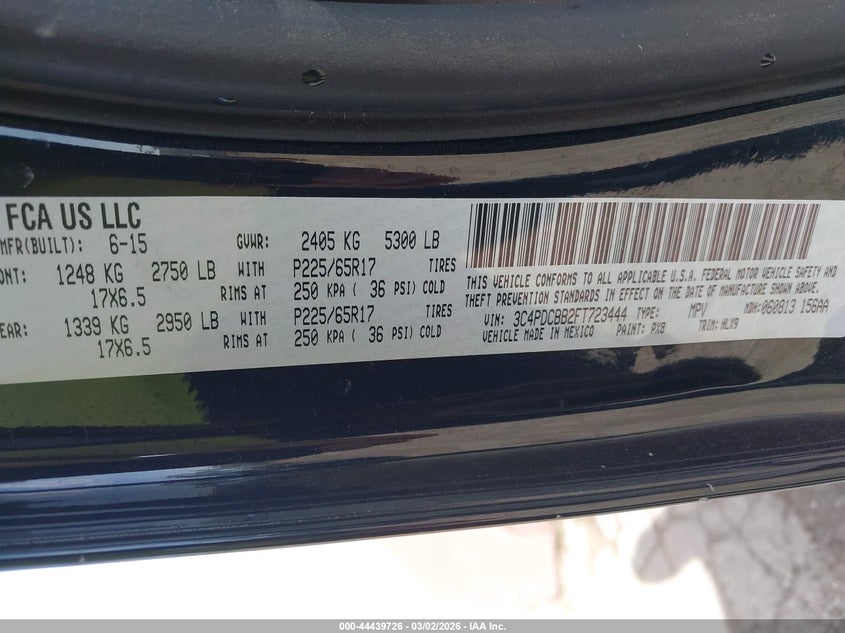 FCA US LLC
MFR(BUILT): 6-15 GVWR: 2405 KG 5300 LB
ONT: 1248 KG 2750 LB WITH P225/65R17 TIRES
17X6.5 RIMS AT 250 KPA ( 36 PSI) COLD
EAR: 1339 KG 2950 LB WITH P225/65R17 TIRES
17X6.5 RIMS AT 250 KPA ( 36 PSI) COLD
THIS VEHICLE CONFORMS TO ALL APPLICABLE U.S.A. FEDERAL MOTOR VEHICLE SAFETY AND
THEFT PREVENTION STANDARDS IN EFFECT ON THE DATE OF MANUFACTURE SHOWN ABOVE.
VIN: 3C4PDCBB2FT723444 TYPE: MPV MDH:060813 156AA
VEHICLE MADE IN MEXICO PAINT: PX8 TRIM: HLX9
000-44439726 - 03/02/2026 - IAA Inc.